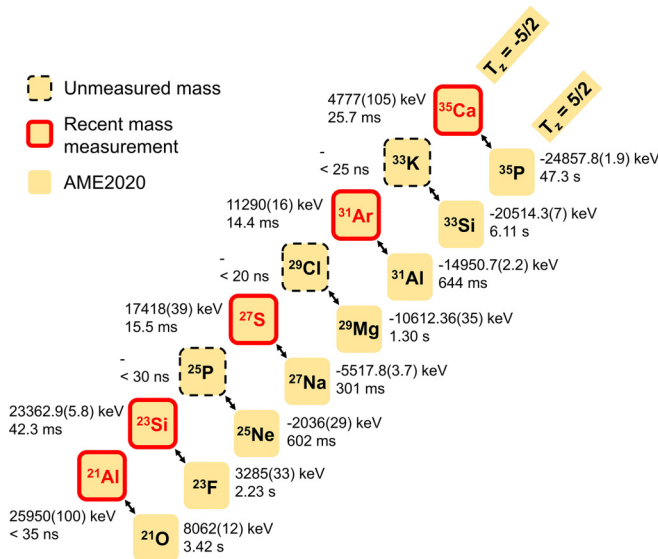 Unmeasured mass
Recent mass
measurement
AME2020
T_z = -5/2
T_z = 5/2
4777(105) keV
25.7 ms
³⁵Ca
-
< 25 ns
³³K
³⁵P
-24857.8(1.9) keV
47.3 s
11290(16) keV
14.4 ms
³¹Ar
³³Si
-20514.3(7) keV
6.11 s
-
< 20 ns
²⁹Cl
³¹Al
-14950.7(2.2) keV
644 ms
17418(39) keV
15.5 ms
²⁷S
²⁹Mg
-10612.36(35) keV
1.30 s
-
< 30 ns
²⁵P
²⁷Na
-5517.8(3.7) keV
301 ms
23362.9(5.8) keV
42.3 ms
²³Si
²⁵Ne
-2036(29) keV
602 ms
²¹Al
25950(100) keV
< 35 ns
²³F
3285(33) keV
2.23 s
²¹O
8062(12) keV
3.42 s